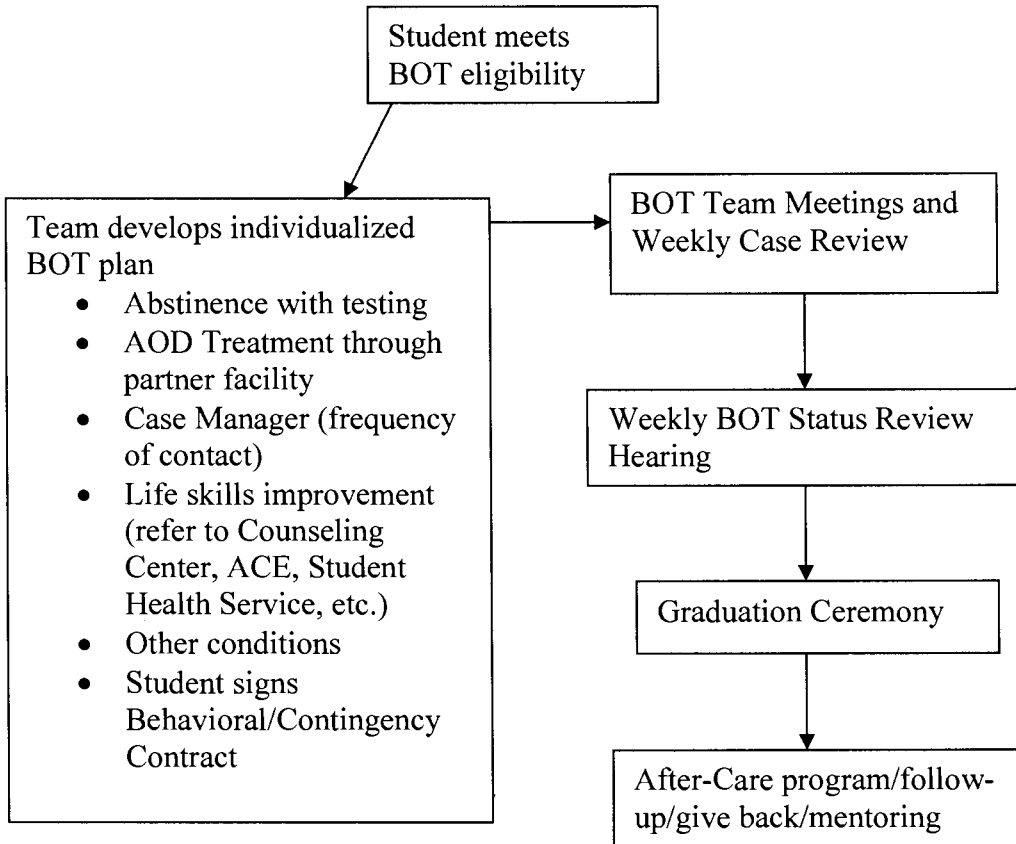 Student meets
BOT eligibility
Team develops individualized
BOT plan
• Abstinence with testing
• AOD Treatment through
partner facility
• Case Manager (frequency
of contact)
• Life skills improvement
(refer to Counseling
Center, ACE, Student
Health Service, etc.)
• Other conditions
• Student signs
Behavioral/Contingency
Contract
BOT Team Meetings and
Weekly Case Review
Weekly BOT Status Review
Hearing
Graduation Ceremony
After-Care program/follow-
up/give back/mentoring